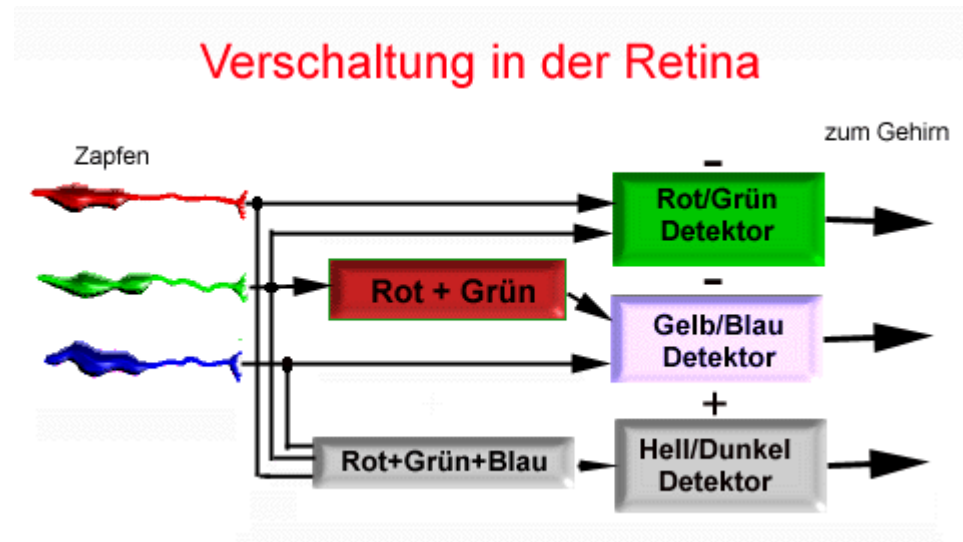 Verschaltung in der Retina
zum Gehirn
Zapfen
-
Rot/Grün
Detektor
-
Rot + Grün
Gelb/Blau
Detektor
+
Rot+Grün+Blau
Hell/Dunkel
Detektor